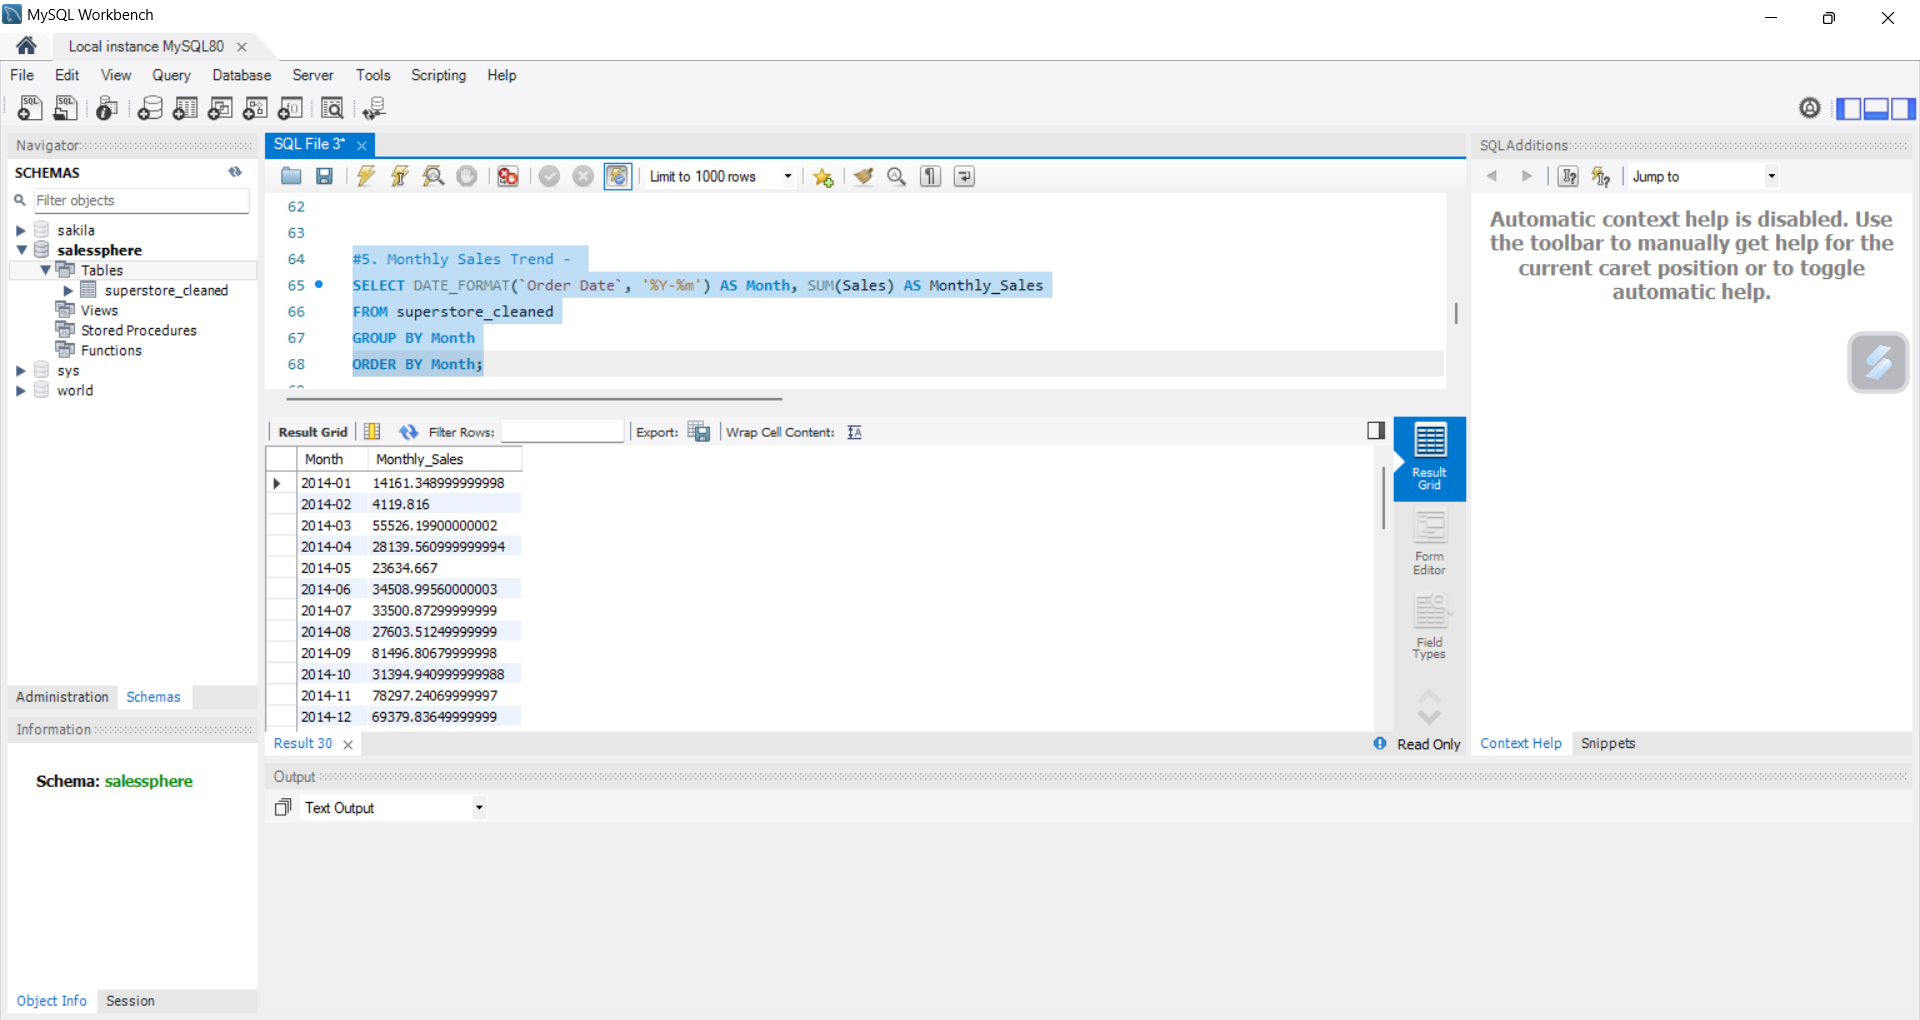 MySQL Workbench
Local instance MySQL80
File Edit View Query Database Server Tools Scripting Help
Navigator
SCHEMAS
Filter objects
sakila
salessphere
Tables
superstore_cleaned
Views
Stored Procedures
Functions
sys
world
Administration Schemas
Information
Schema: salessphere
Object Info Session
SQL File 3*
Limit to 1000 rows
62
63
64 #5. Monthly Sales Trend -
65 SELECT DATE_FORMAT(`Order Date`, '%Y-%m') AS Month, SUM(Sales) AS Monthly_Sales
66 FROM superstore_cleaned
67 GROUP BY Month
68 ORDER BY Month;
Result Grid Filter Rows: Export: Wrap Cell Content:
Month Monthly_Sales
2014-01 14161.348999999998
2014-02 4119.816
2014-03 55526.19900000002
2014-04 28139.560999999994
2014-05 23634.667
2014-06 34508.99560000003
2014-07 33500.87299999999
2014-08 27603.51249999999
2014-09 81496.80679999998
2014-10 31394.940999999988
2014-11 78297.24069999997
2014-12 69379.83649999999
Result Grid
Form Editor
Field Types
Result 30
Read Only
Output
Text Output
SQLAdditions
Jump to
Automatic context help is disabled. Use
the toolbar to manually get help for the
current caret position or to toggle
automatic help.
Context Help Snippets